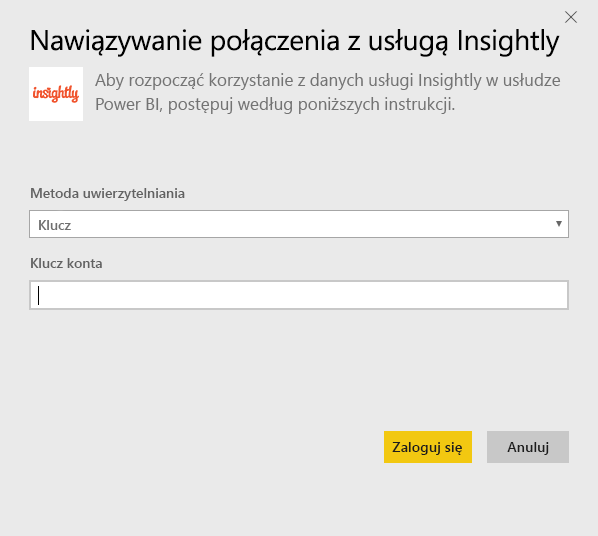 Nawiązywanie połączenia z usługą Insightly
insightly
Aby rozpocząć korzystanie z danych usługi Insightly w usłudze
Power BI, postępuj według poniższych instrukcji.
Metoda uwierzytelniania
Klucz
Klucz konta
Zaloguj się
Anuluj